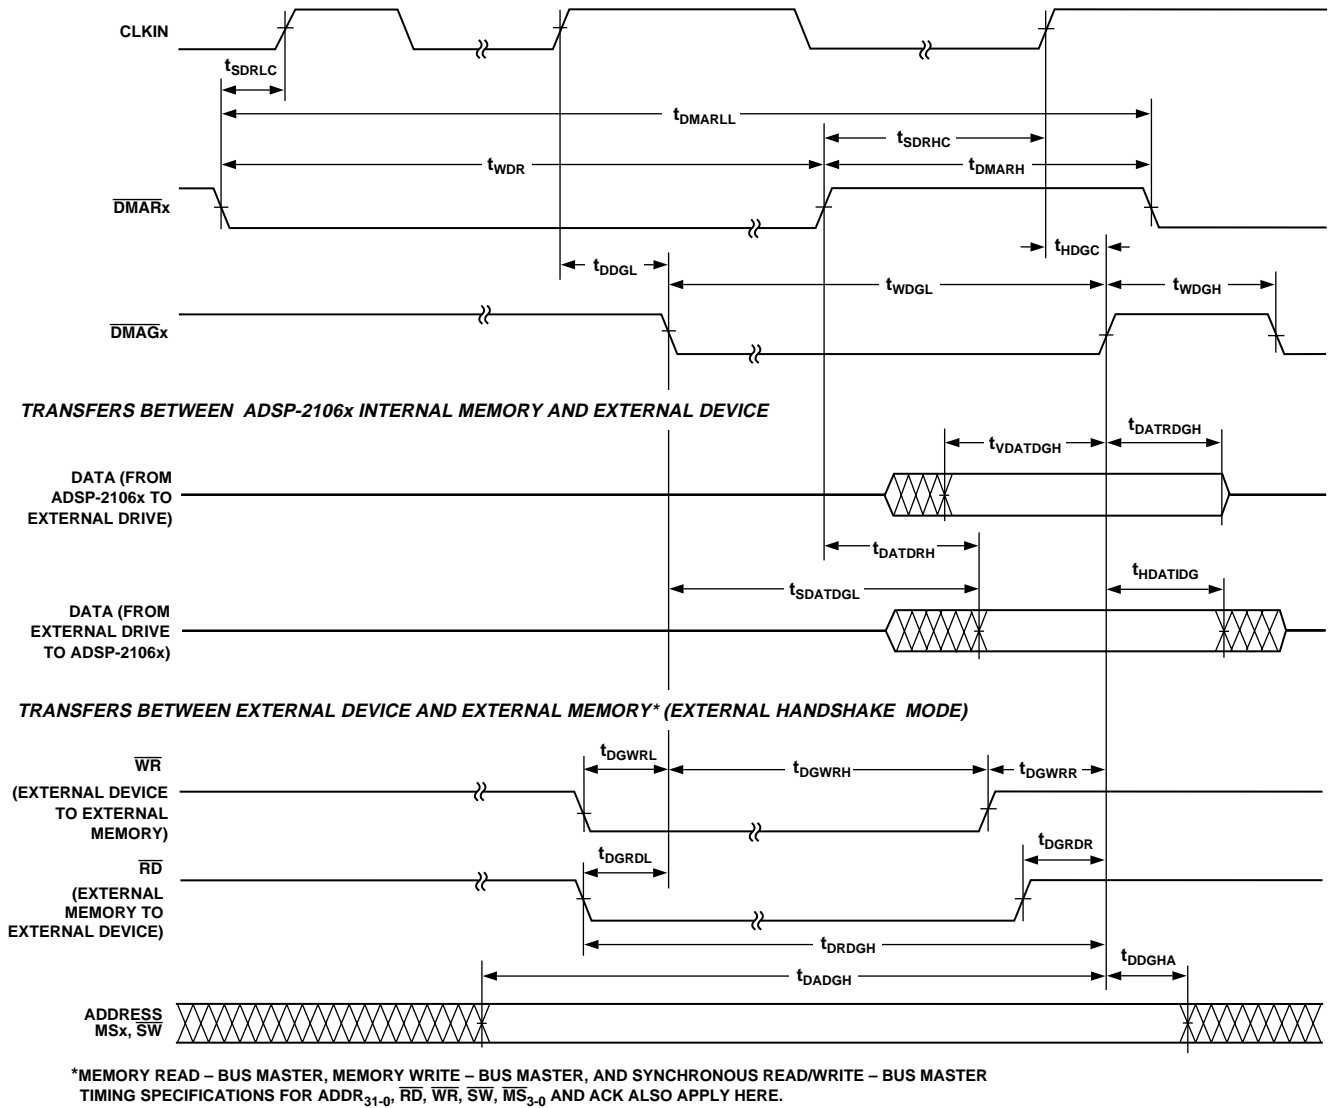 CLKIN
tSDRLC
tDMARLL
tSDRHC
tWDR
tDMARH
DMARx
tHDGC
tDDGL
tWDGL
tWDGH
DMAGx
TRANSFERS BETWEEN ADSP-2106x INTERNAL MEMORY AND EXTERNAL DEVICE
tDATRDGH
tVDATDGH
DATA (FROM
ADSP-2106x TO
EXTERNAL DRIVE)
tDATDRH
tHDATIDG
tSDATDGL
DATA (FROM
EXTERNAL DRIVE
TO ADSP-2106x)
TRANSFERS BETWEEN EXTERNAL DEVICE AND EXTERNAL MEMORY* (EXTERNAL HANDSHAKE MODE)
tDGWRL
WR
tDGWRH
tDGWRR
(EXTERNAL DEVICE
TO EXTERNAL
MEMORY)
tDGRDR
tDGRDL
RD
(EXTERNAL
MEMORY TO
EXTERNAL DEVICE)
tDRDGH
tDDGHA
tDADGH
ADDRESS
MSx, SW
*MEMORY READ – BUS MASTER, MEMORY WRITE – BUS MASTER, AND SYNCHRONOUS READ/WRITE – BUS MASTER
TIMING SPECIFICATIONS FOR ADDR31-0, RD, WR, SW, MS3-0 AND ACK ALSO APPLY HERE.